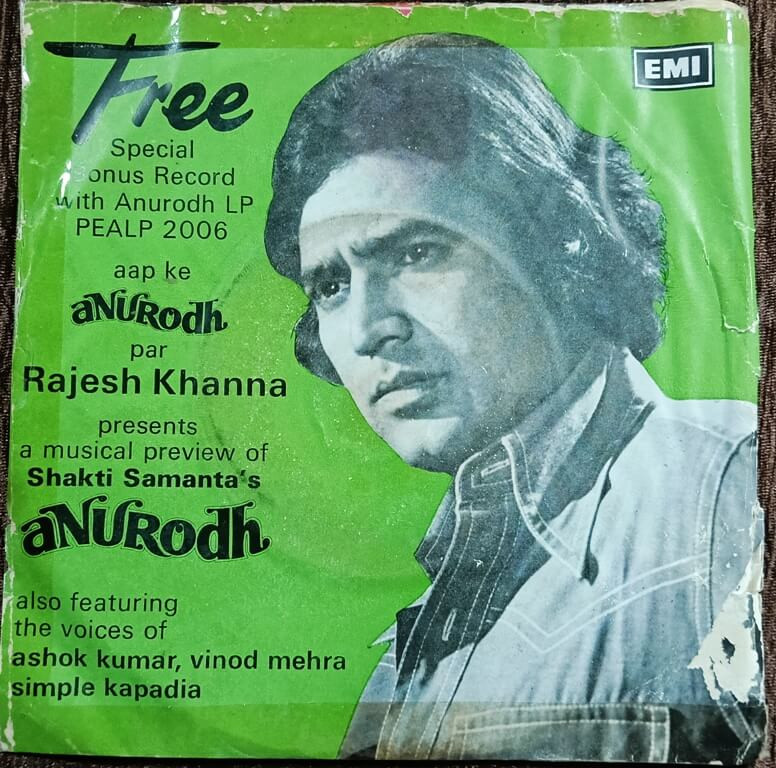 Free
EMI
Special
Bonus Record
with Anurodh LP
PEALP 2006
aap ke
aNURodh
par
Rajesh Khanna
presents
a musical preview of
Shakti Samanta's
aNURodh
also featuring
the voices of
ashok kumar, vinod mehra
simple kapadia